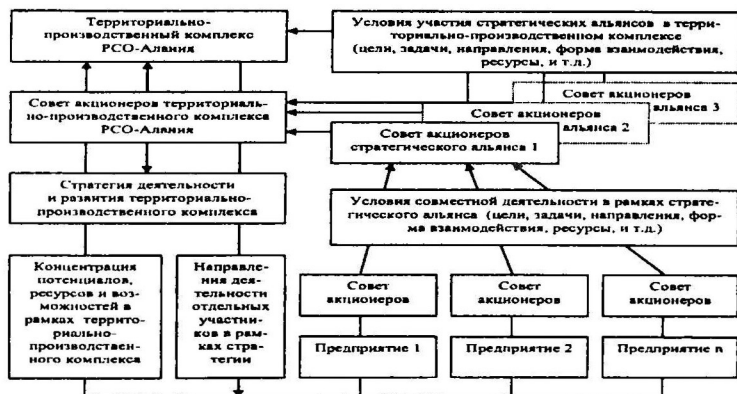 Территориально-
производственный комплекс
РСО-Алания
Условия участия стратегических альянсов в терри-
ториально-производственном комплексе
(цели, задачи, направления, форма взаимодействия,
ресурсы, и т.д.)
Совет акционеров территориаль-
но-производственного комплекса
РСО-Алания
Совет акционеров
альянса 3
Совет акционеров
альянса 2
Совет акционеров
стратегического альянса 1
Стратегия деятельности
и развития территориально-
производственного комплекса
Условия совместной деятельности в рамках страте-
гического альянса (цели, задачи, направления, фор-
ма взаимодействия, ресурсы, и т.д.)
Концентрация
потенциалов,
ресурсов и воз-
можностей в
рамках террито-
риально-
производствен-
ного комплекса
Направле-
ния дея-
тельности
отдельных
участни-
ков в рам-
ках стра-
тегии
Совет
акционеров
Совет
акционеров
Совет
акционеров
Предприятие 1
Предприятие 2
Предприятие n